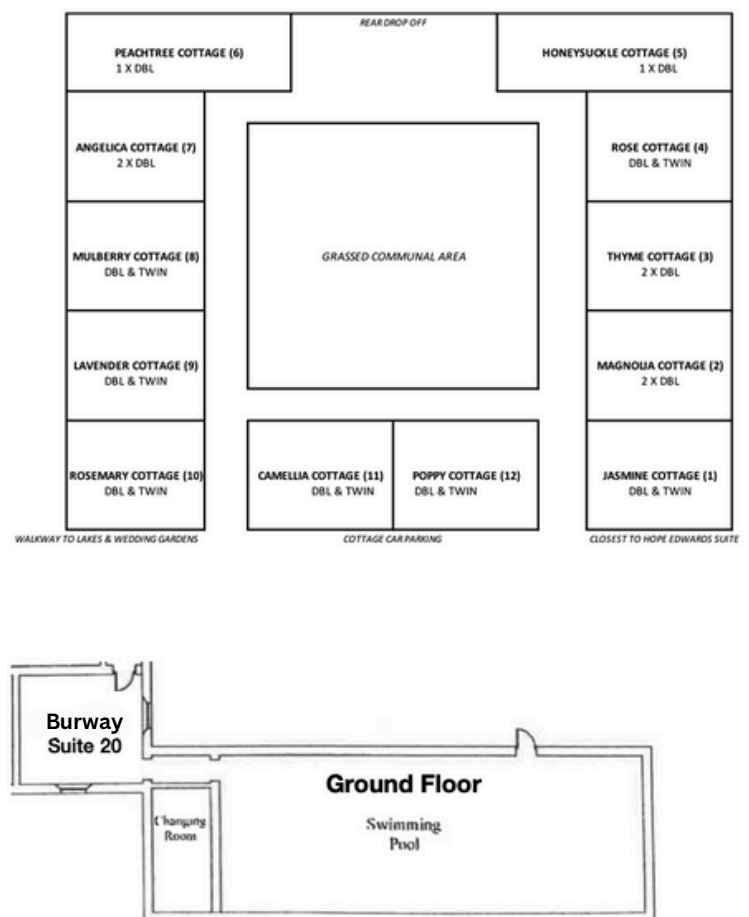 REAR DROP OFF
PEACHTREE COTTAGE (6)
1 X DBL
HONEYSUCKLE COTTAGE (5)
1 X DBL
ANGELICA COTTAGE (7)
2 X DBL
ROSE COTTAGE (4)
DBL & TWIN
MULBERRY COTTAGE (8)
DBL & TWIN
GRASSED COMMUNAL AREA
THYME COTTAGE (3)
2 X DBL
LAVENDER COTTAGE (9)
DBL & TWIN
MAGNOLIA COTTAGE (2)
2 X DBL
ROSEMARY COTTAGE (10)
DBL & TWIN
CAMELLIA COTTAGE (11)
DBL & TWIN
POPPY COTTAGE (12)
DBL & TWIN
JASMINE COTTAGE (1)
DBL & TWIN
WALKWAY TO LAKES & WEDDING GARDENS
COTTAGE CAR PARKING
CLOSEST TO HOPE EDWARDS SUITE
Burway
Suite 20
Ground Floor
Changing
Room
Swimming
Pool